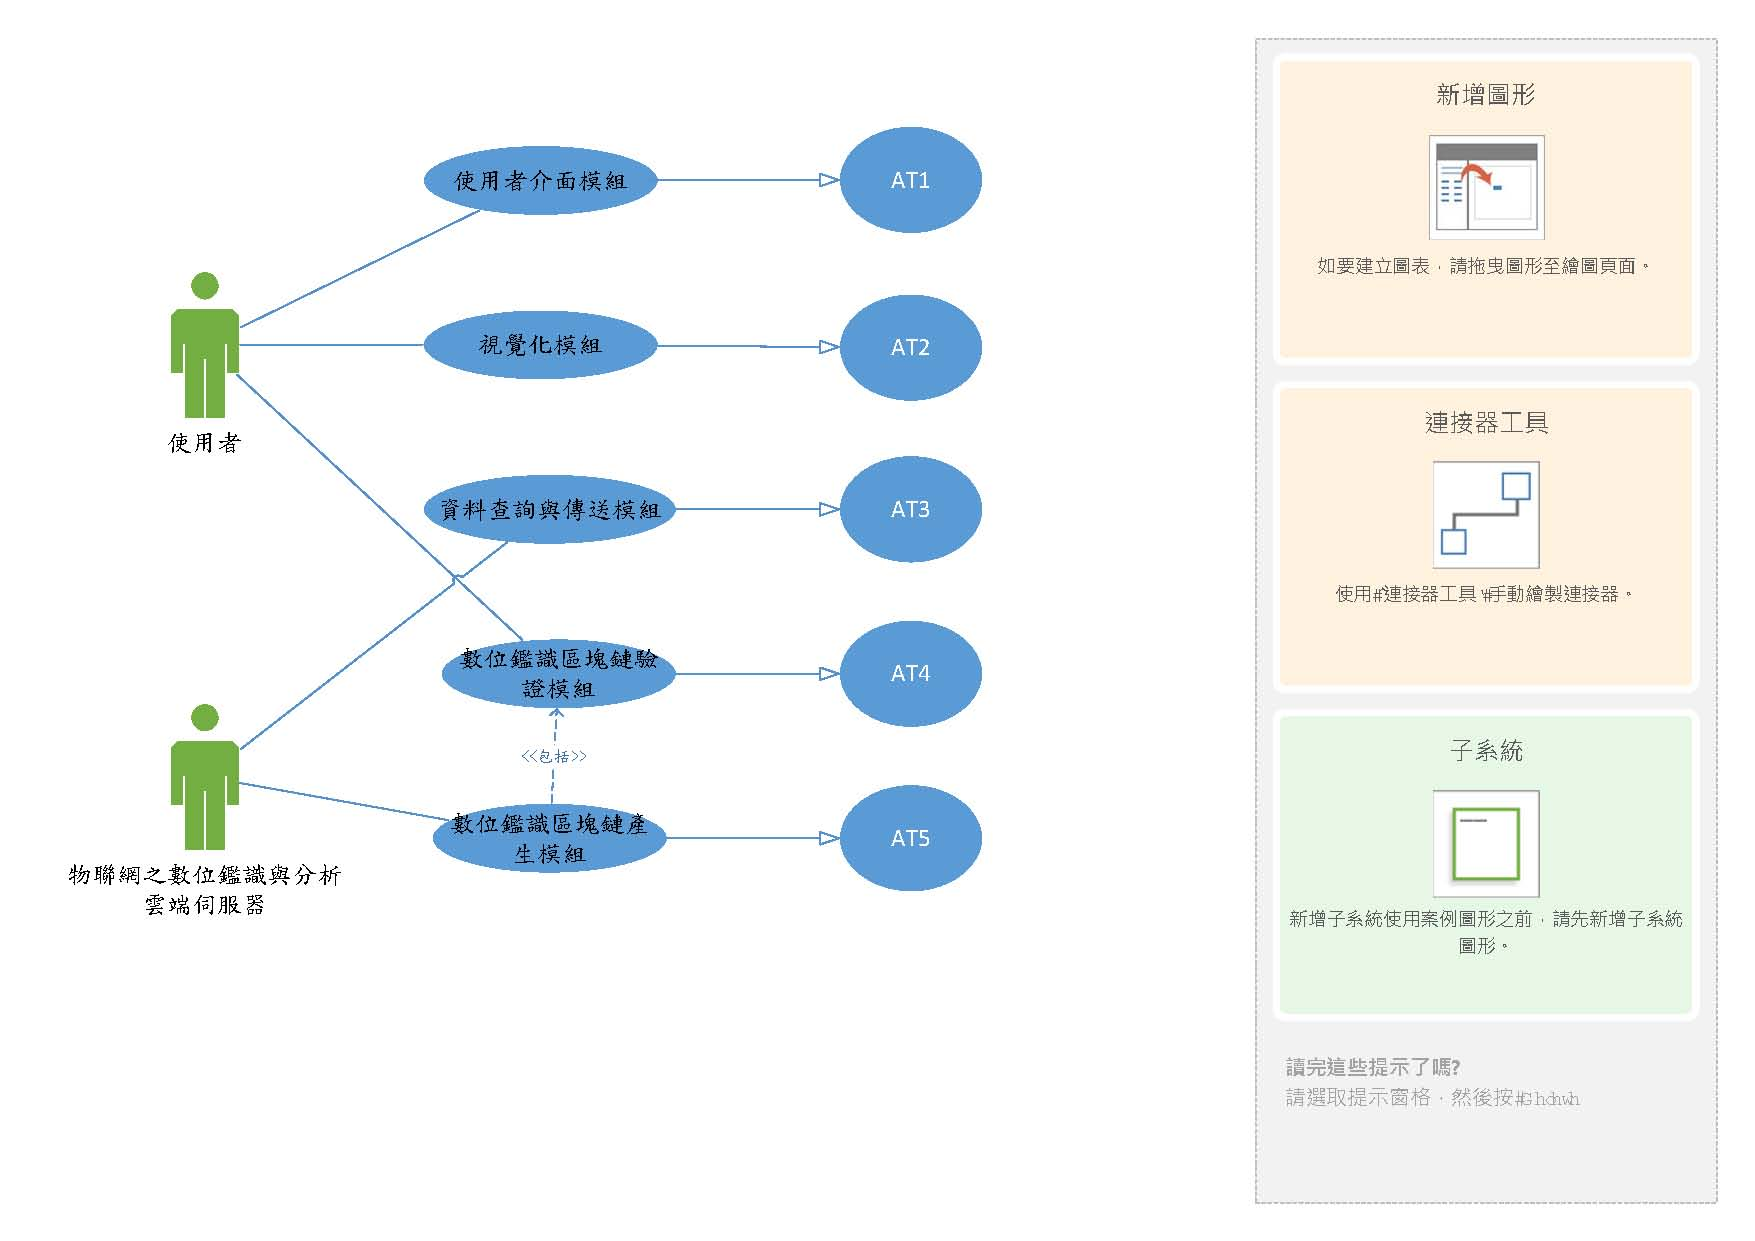 使用者介面模組
AT1
視覺化模組
AT2
使用者
資料查詢與傳送模組
AT3
數位鑑識區塊鏈驗
證模組
AT4
<<包括>>
數位鑑識區塊鏈產
生模組
AT5
物聯網之數位鑑識與分析
雲端伺服器
新增圖形
如要建立圖表，請拖曳圖形至繪圖頁面。
連接器工具
使用#連接器工具 #手動繪製連接器。
子系統
新增子系統使用案例圖形之前，請先新增子系統
圖形。
讀完這些提示了嗎?
請選取提示窗格，然後按